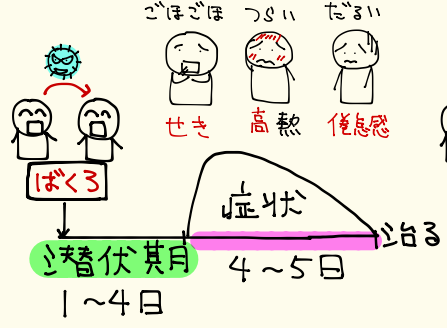 ごほごほ つらい だるい
せき 高熱 倦怠感
ばくろ
症状
治る
潜伏期 4〜5日
1〜4日